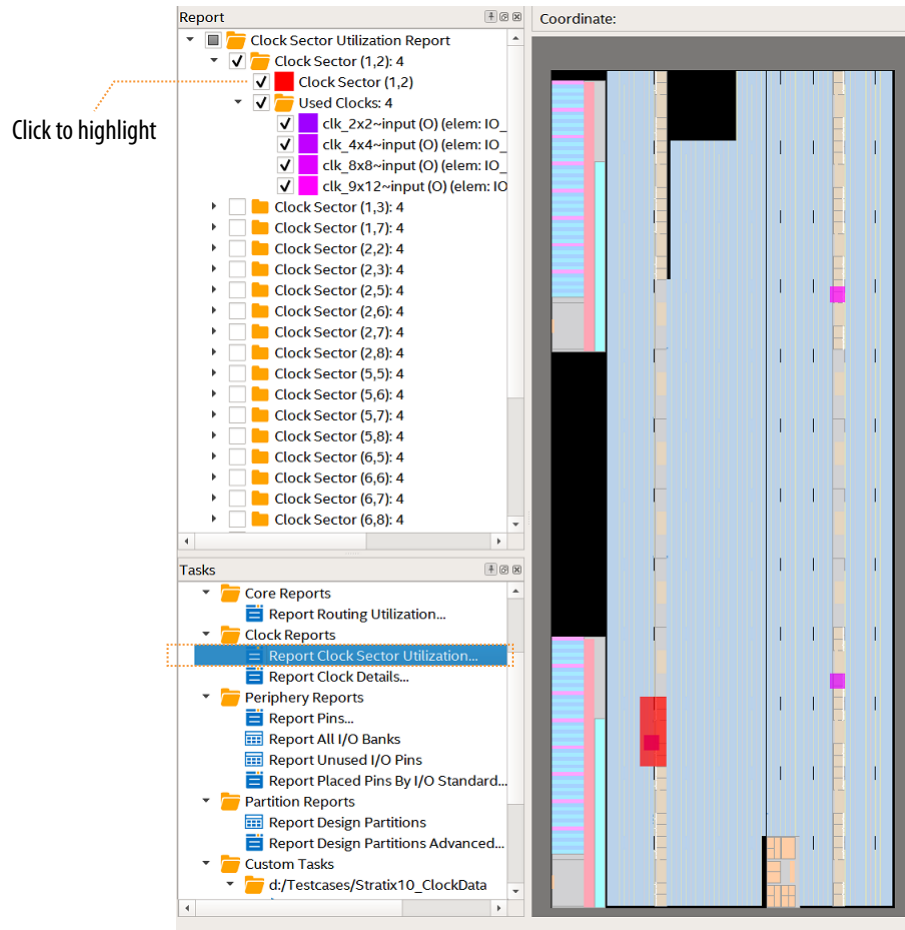 Report
Coordinate:
Clock Sector Utilization Report
Clock Sector (1,2): 4
Clock Sector (1,2)
Used Clocks: 4
Click to highlight
clk_2x2~input (O) (elem: IO_
clk_4x4~input (O) (elem: IO_
clk_8x8~input (O) (elem: IO_
clk_9x12~input (O) (elem: IO
Clock Sector (1,3): 4
Clock Sector (1,7): 4
Clock Sector (2,2): 4
Clock Sector (2,3): 4
Clock Sector (2,5): 4
Clock Sector (2,6): 4
Clock Sector (2,7): 4
Clock Sector (2,8): 4
Clock Sector (5,5): 4
Clock Sector (5,6): 4
Clock Sector (5,7): 4
Clock Sector (5,8): 4
Clock Sector (6,5): 4
Clock Sector (6,6): 4
Clock Sector (6,7): 4
Clock Sector (6,8): 4
Tasks
Core Reports
Report Routing Utilization...
Clock Reports
Report Clock Sector Utilization...
Report Clock Details...
Periphery Reports
Report Pins...
Report All I/O Banks
Report Unused I/O Pins
Report Placed Pins By I/O Standard...
Partition Reports
Report Design Partitions
Report Design Partitions Advanced...
Custom Tasks
d:/Testcases/Stratix10_ClockData